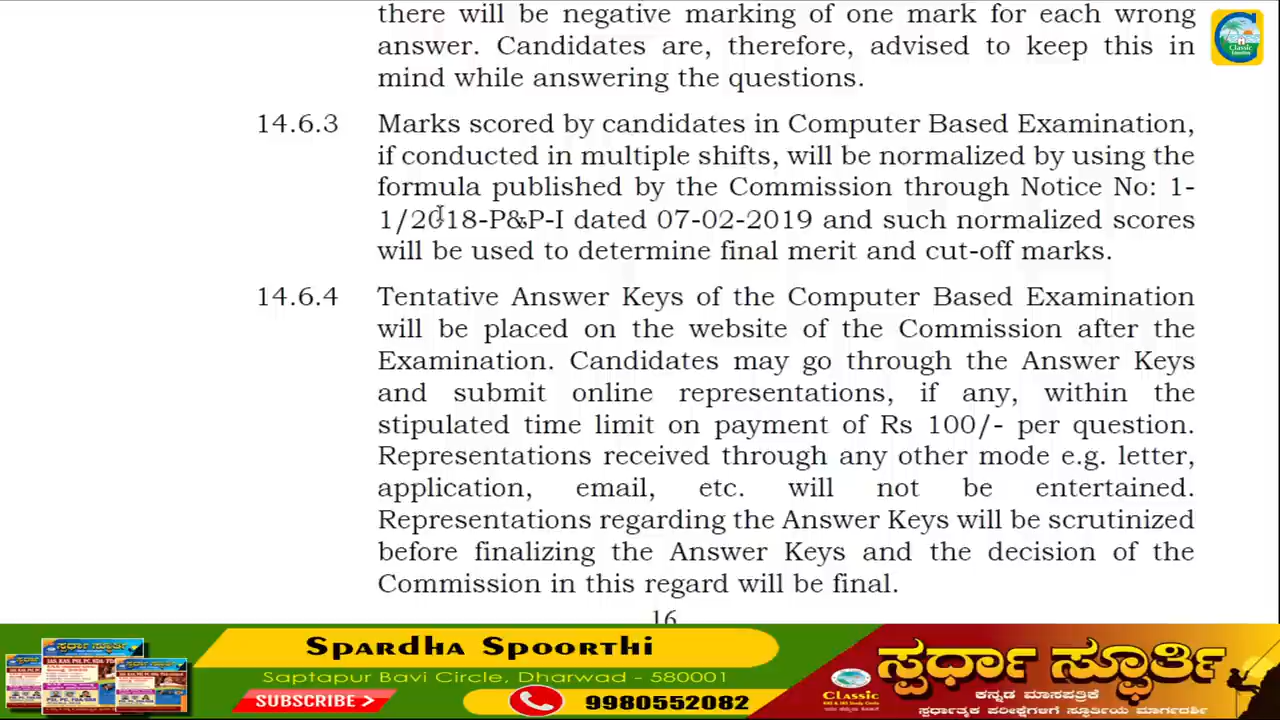 there will be negative marking of one mark for each wrong
answer. Candidates are, therefore, advised to keep this in
mind while answering the questions.
14.6.3 Marks scored by candidates in Computer Based Examination,
if conducted in multiple shifts, will be normalized by using the
formula published by the Commission through Notice No: 1-
1/2018-P&P-I dated 07-02-2019 and such normalized scores
will be used to determine final merit and cut-off marks.
14.6.4 Tentative Answer Keys of the Computer Based Examination
will be placed on the website of the Commission after the
Examination. Candidates may go through the Answer Keys
and submit online representations, if any, within the
stipulated time limit on payment of Rs 100/- per question.
Representations received through any other mode e.g. letter,
application, email, etc. will not be entertained.
Representations regarding the Answer Keys will be scrutinized
before finalizing the Answer Keys and the decision of the
Commission in this regard will be final.
16
Classic
Spardha Spoorthi
Saptapur Bavi Circle, Dharwad - 580001
SUBSCRIBE >
9980552082
ಸ್ಪರ್ಧಾ ಸ್ಫೂರ್ತಿ
ಕನ್ನಡ ಮಾಸಪತ್ರಿಕೆ
ಸ್ಪರ್ಧಾತ್ಮಕ ಪರೀಕ್ಷೆಗಳಿಗೆ ಸ್ಫೂರ್ತಿಯ ಮಾರ್ಗದರ್ಶಿ
Classic
KAS & IAS Study Circle